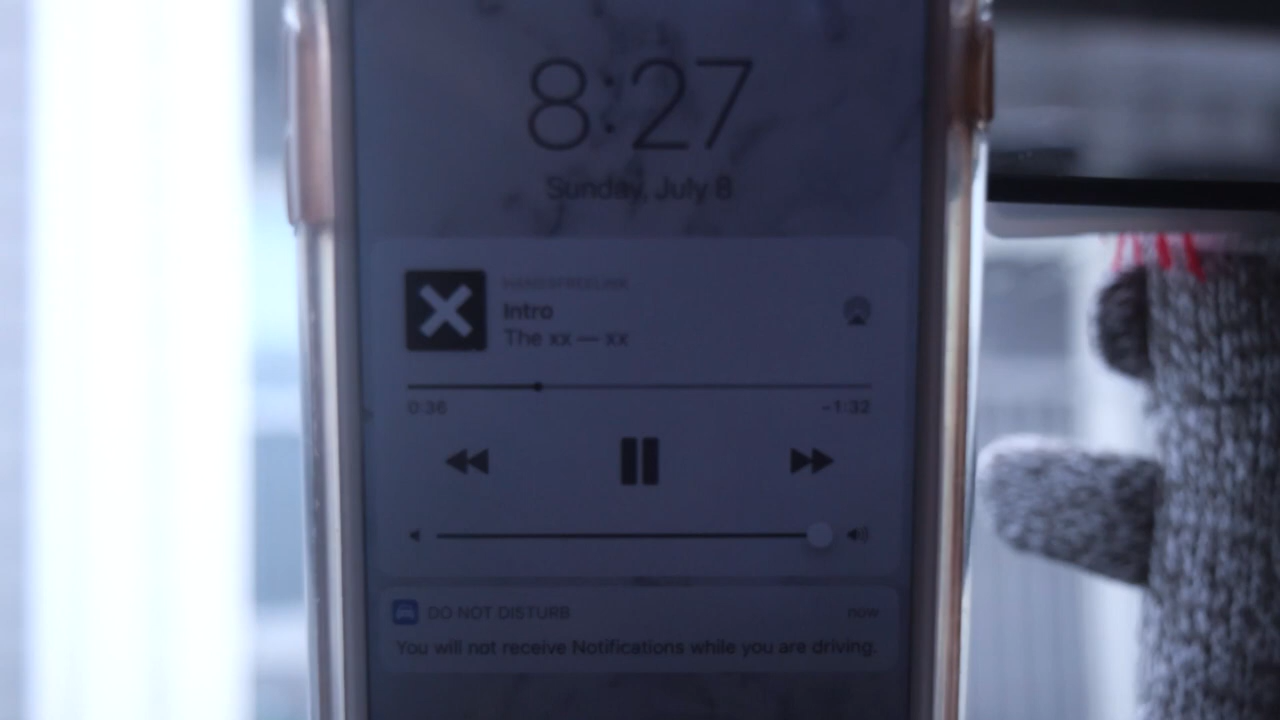 8:27
Sunday, July 8
HANDSFREELINK
Intro
The xx — xx
0:36
-1:32
DO NOT DISTURB
now
You will not receive Notifications while you are driving.